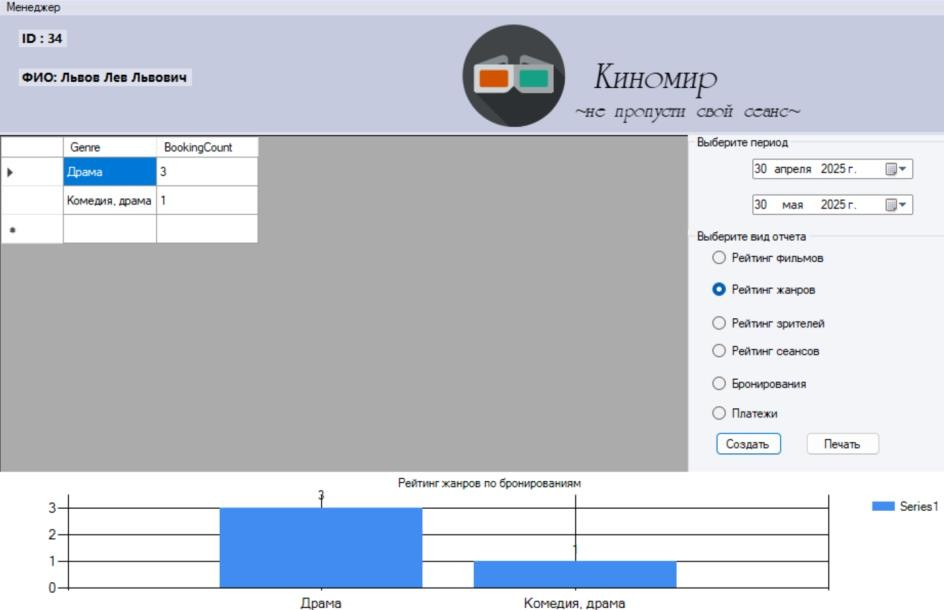 Менеджер
ID : 34
ФИО: Львов Лев Львович
Киномир
~не пропусти свой сеанс~
Genre BookingCount
Драма 3
Комедия, драма 1
Выберите период
30 апреля 2025 г.
30 мая 2025 г.
Выберите вид отчета
Рейтинг фильмов
Рейтинг жанров
Рейтинг зрителей
Рейтинг сеансов
Бронирования
Платежи
Создать Печать
Рейтинг жанров по бронированиям
3
1
3
2
1
0
Драма Комедия, драма
Series1